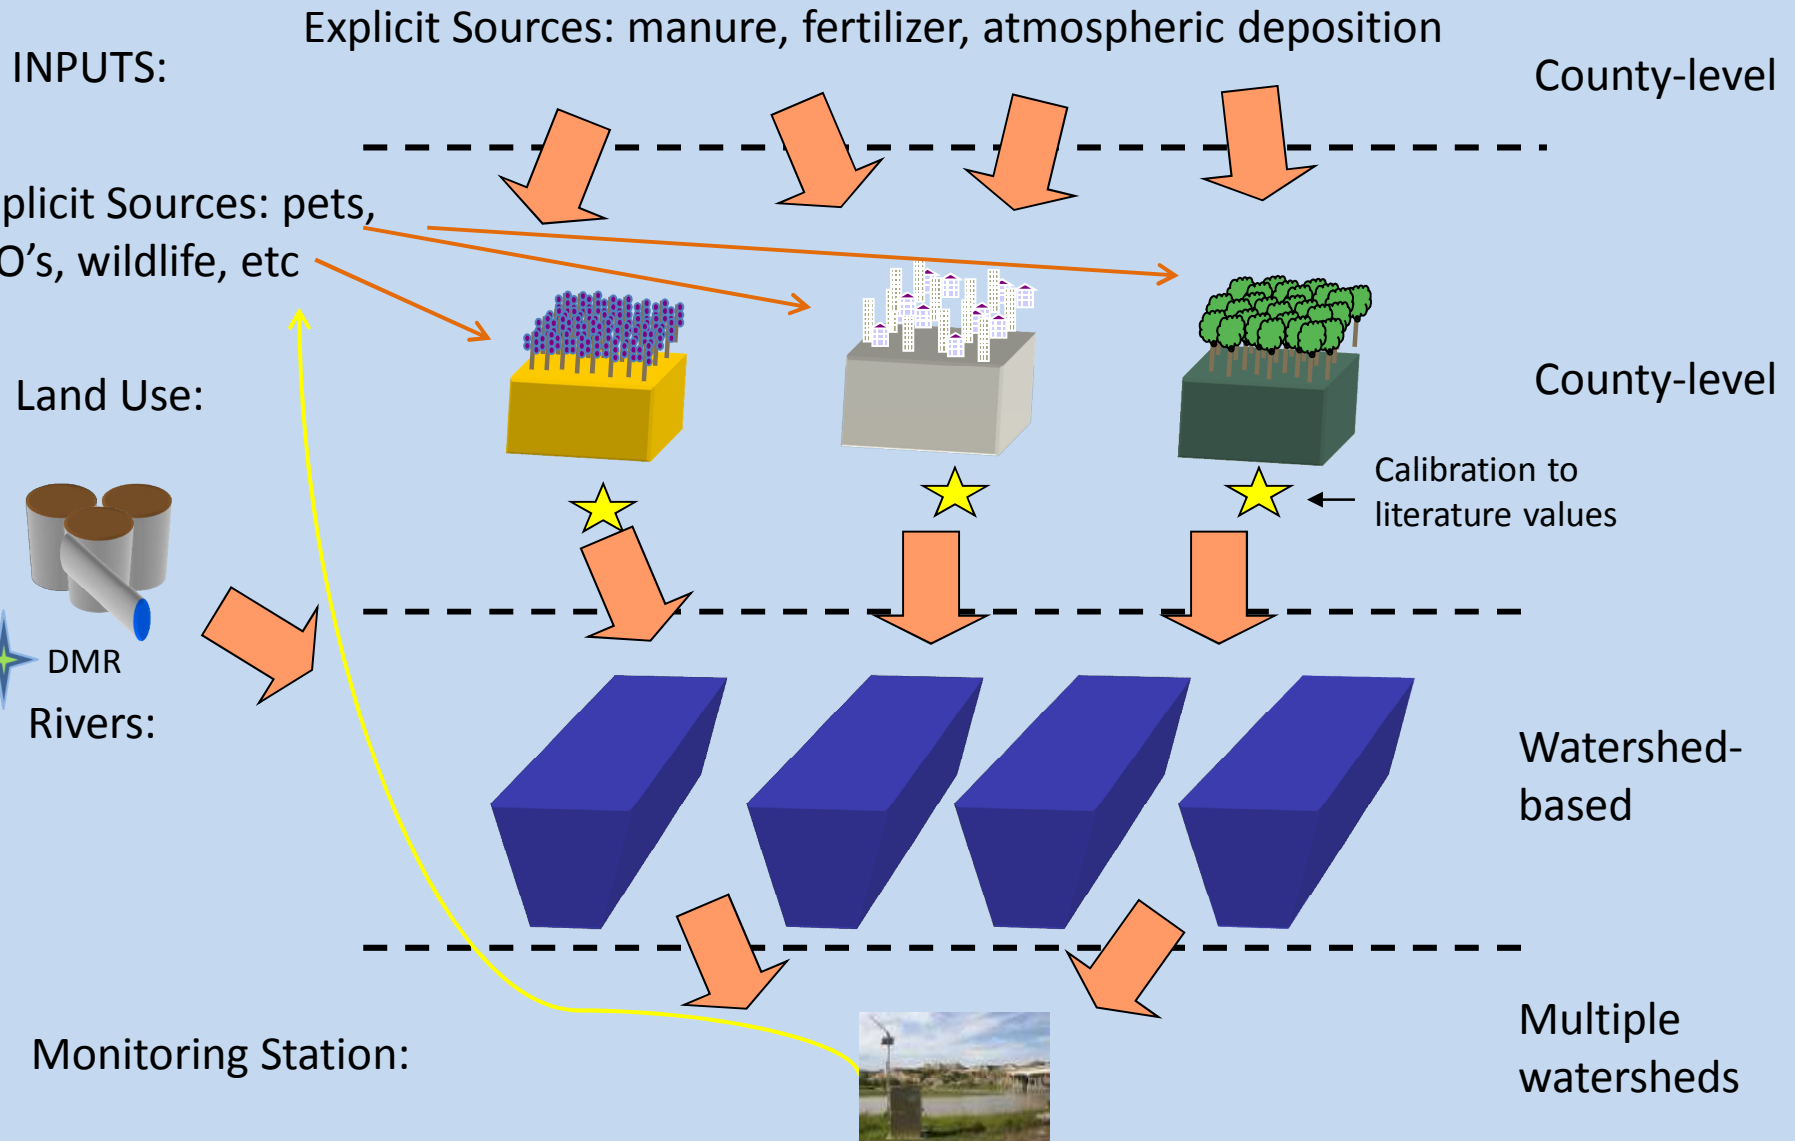 Explicit Sources: manure, fertilizer, atmospheric deposition
INPUTS:
County-level
plicit Sources: pets,
O's, wildlife, etc
Land Use:
County-level
Calibration to
literature values
DMR
Rivers:
Watershed-
based
Monitoring Station:
Multiple
watersheds